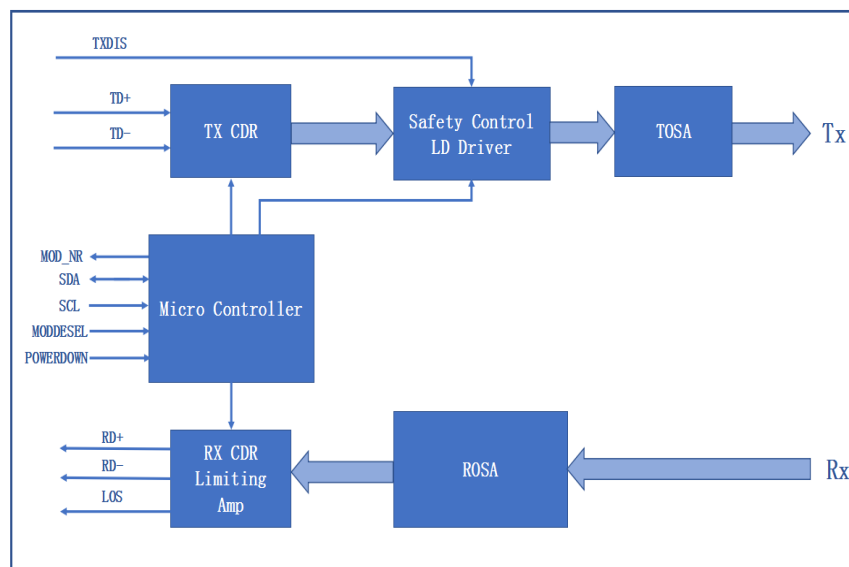 TXDIS
TD+
TD-
TX CDR
Safety Control
LD Driver
TOSA
Tx
MOD_NR
SDA
SCL
MODDESEL
POWERDOWN
Micro Controller
RD+
RD-
LOS
RX CDR
Limiting
Amp
ROSA
Rx